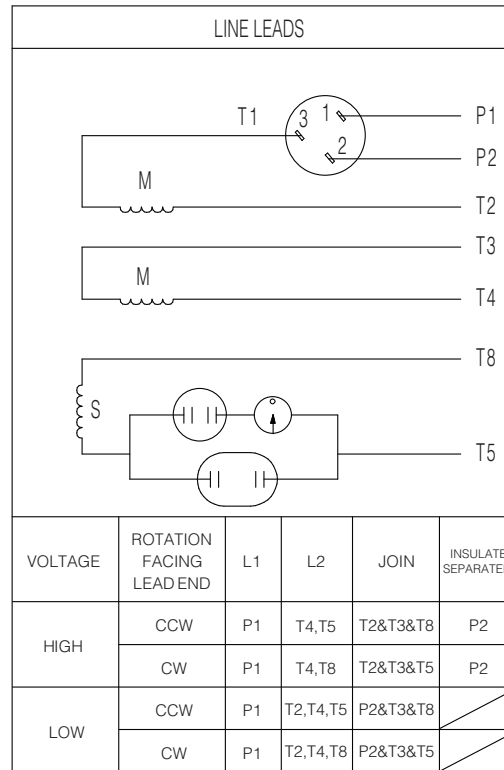 LINE LEADS
T1
3
1
2
P1
P2
M
T2
T3
M
T4
T8
S
T5
VOLTAGE
ROTATION
FACING
LEAD END
L1
L2
JOIN
INSULATE
SEPARATE
HIGH
CCW
P1
T4,T5
T2&T3&T8
P2
CW
P1
T4,T8
T2&T3&T5
P2
LOW
CCW
P1
T2,T4,T5
P2&T3&T8
CW
P1
T2,T4,T8
P2&T3&T5